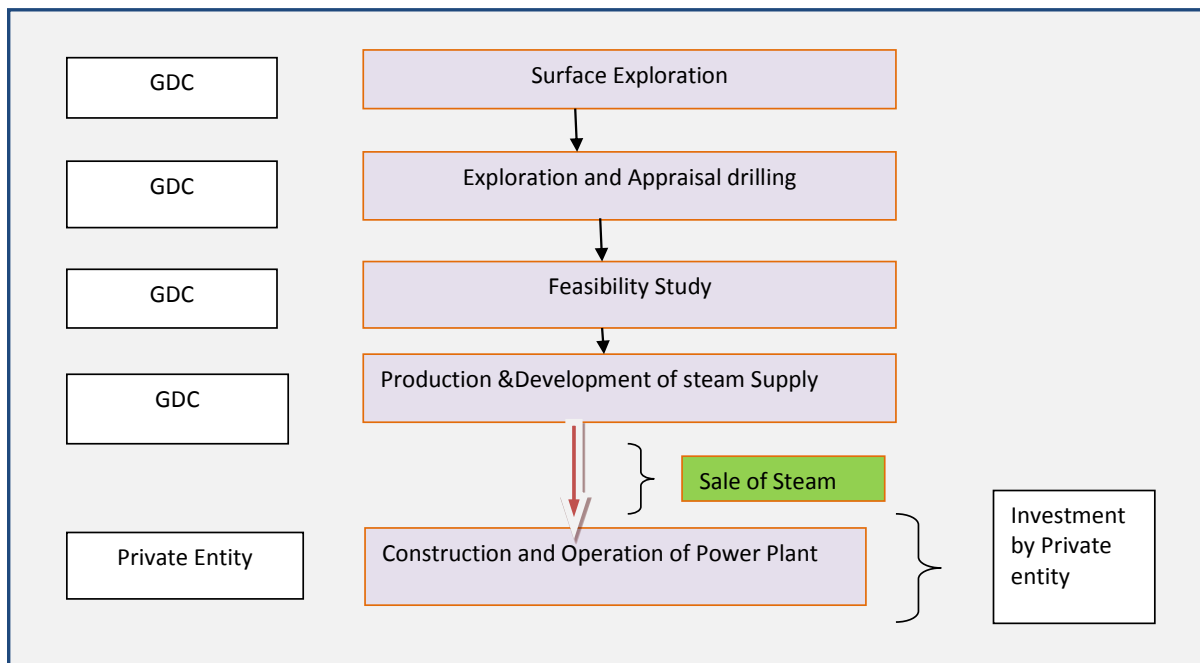 GDC
Surface Exploration
GDC
Exploration and Appraisal drilling
GDC
Feasibility Study
GDC
Production &Development of steam Supply
Sale of Steam
Private Entity
Construction and Operation of Power Plant
Investment
by Private
entity